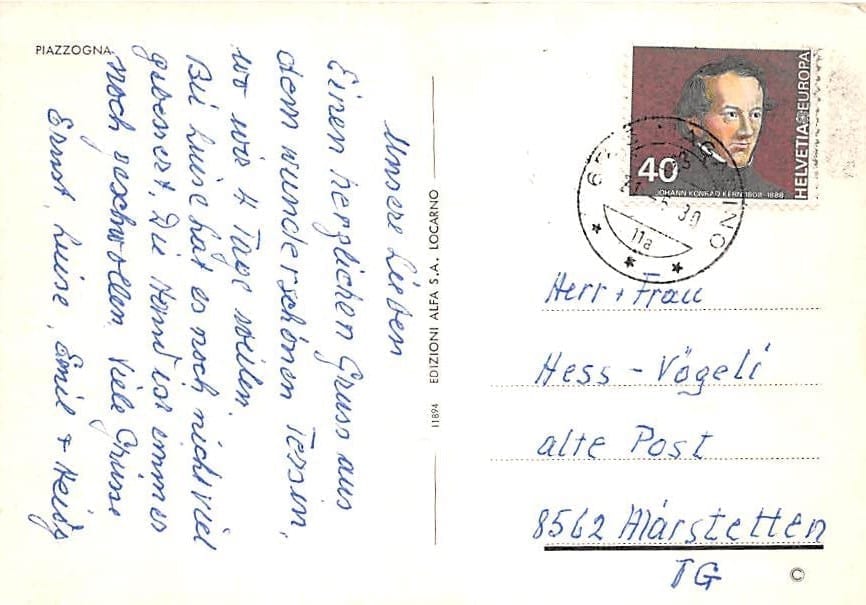 PIAZZOGNA
Unsere Lieben
Einen herzlichen Gruss aus
dem wunderschönen Tessin,
wo wir 4 Tage weilen.
Bei Luise hat es noch nicht viel
gebessert. Die Hand ist immer
noch geschwollen. Viele Grüsse
Ernst, Luise, Emil + Heidy
11894 EDIZIONI ALFA S.A. LOCARNO
HELVETIA EUROPA
40
JOHANN KONRAD KERN 1808-1888
11a
Herr + Frau
Hess - Vögeli
alte Post
8562 Märstetten
TG
©